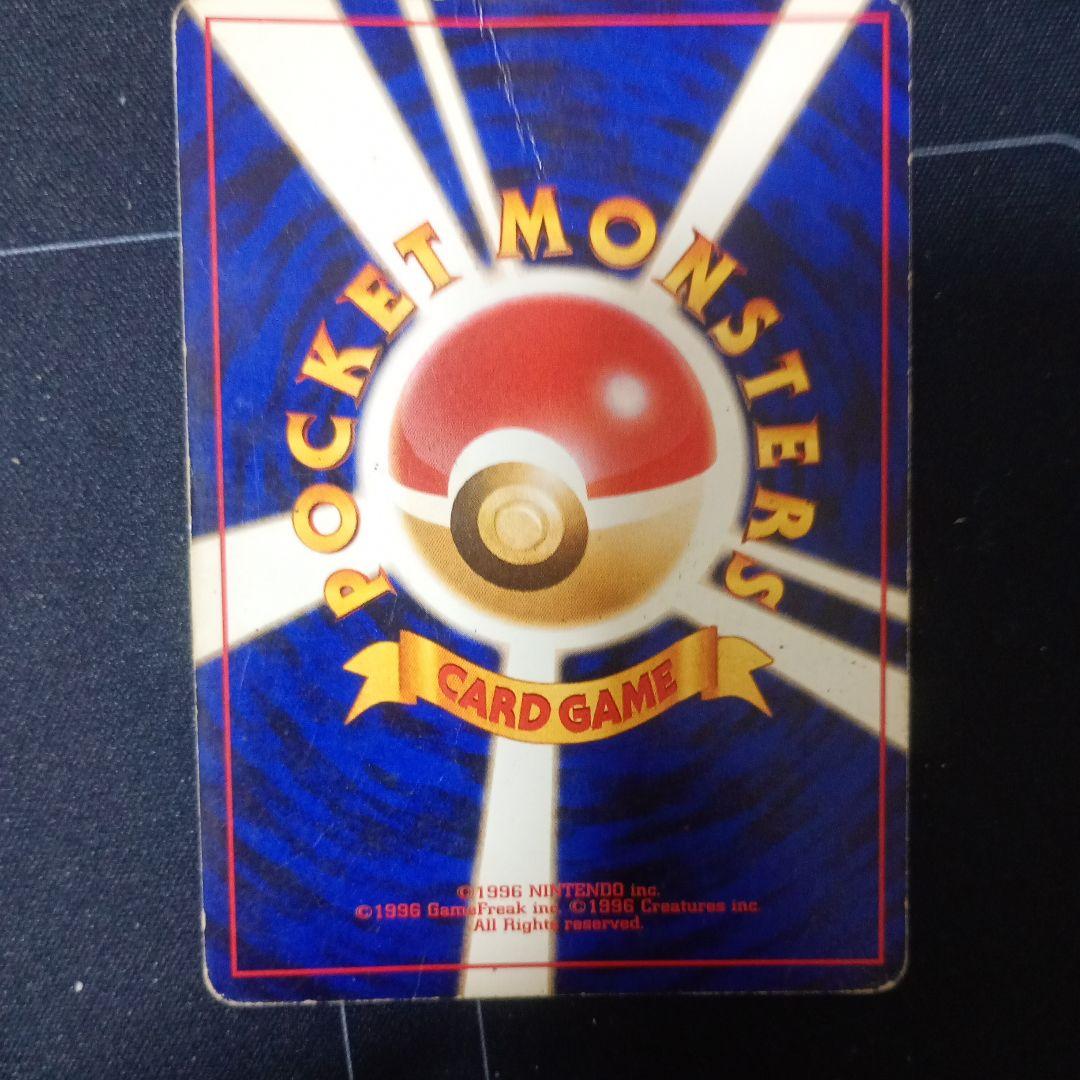 POCKET MONSTERS
CARD GAME
©1996 NINTENDO inc.
©1996 GameFreak inc. ©1996 Creatures inc.
All Rights reserved.